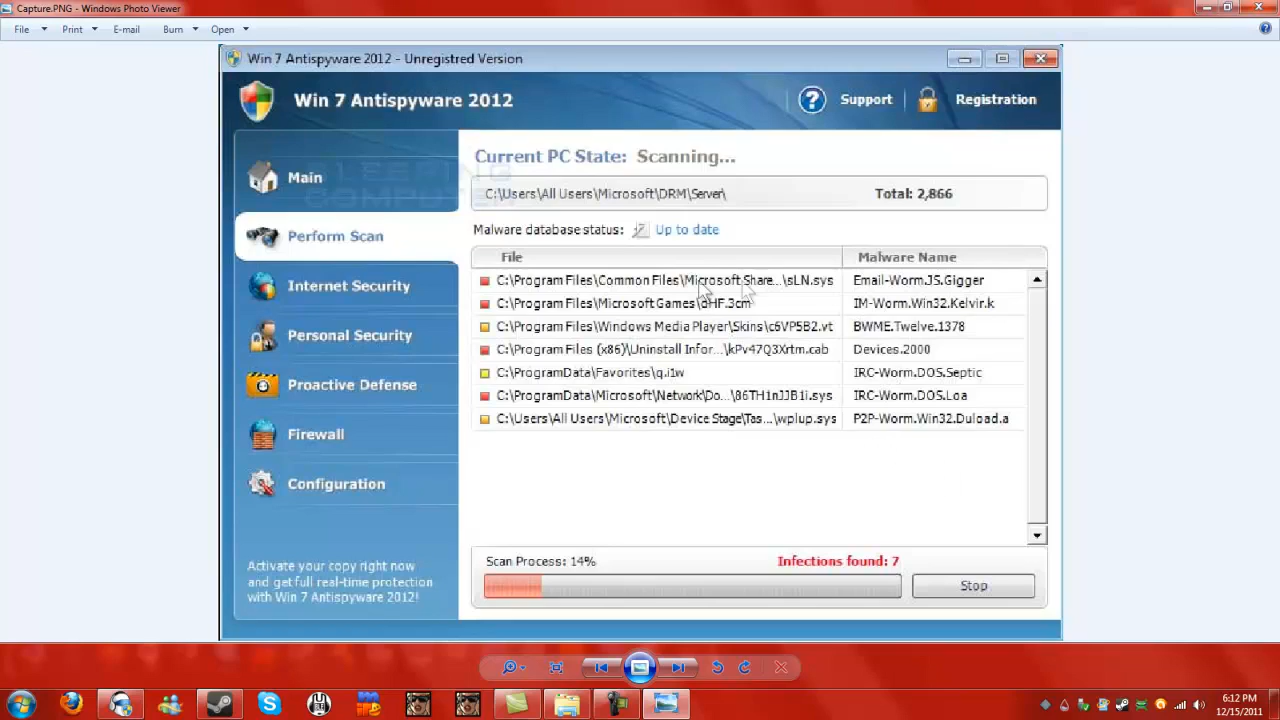 Capture.PNG - Windows Photo Viewer
File Print E-mail Burn Open
Win 7 Antispyware 2012 - Unregistred Version
Win 7 Antispyware 2012
Support
Registration
Main
Perform Scan
Internet Security
Personal Security
Proactive Defense
Firewall
Configuration
Activate your copy right now
and get full real-time protection
with Win 7 Antispyware 2012!
BLEEPING
COMPUTER
Current PC State: Scanning...
C:\Users\All Users\Microsoft\DRM\Server\ Total: 2,866
Malware database status: Up to date
File Malware Name
C:\Program Files\Common Files\Microsoft Share...\sLN.sys Email-Worm.JS.Gigger
C:\Program Files\Microsoft Games\ IM-Worm.Win32.Kelvir.k
C:\Program Files\Windows Media Player\Skins\c6VP5B2.vt BWME.Twelve.1378
C:\Program Files (x86)\Uninstall Infor...\kPv47Q3Xrtm.cab Devices.2000
C:\ProgramData\Favorites\q.i1w IRC-Worm.DOS.Septic
C:\ProgramData\Microsoft\Network\Do...\86TH1nJJB1i.sys IRC-Worm.DOS.Loa
C:\Users\All Users\Microsoft\Device Stage\Tas...\wplup.sys P2P-Worm.Win32.Duload.a
Scan Process: 14% Infections found: 7
Stop
6:12 PM
12/15/2011